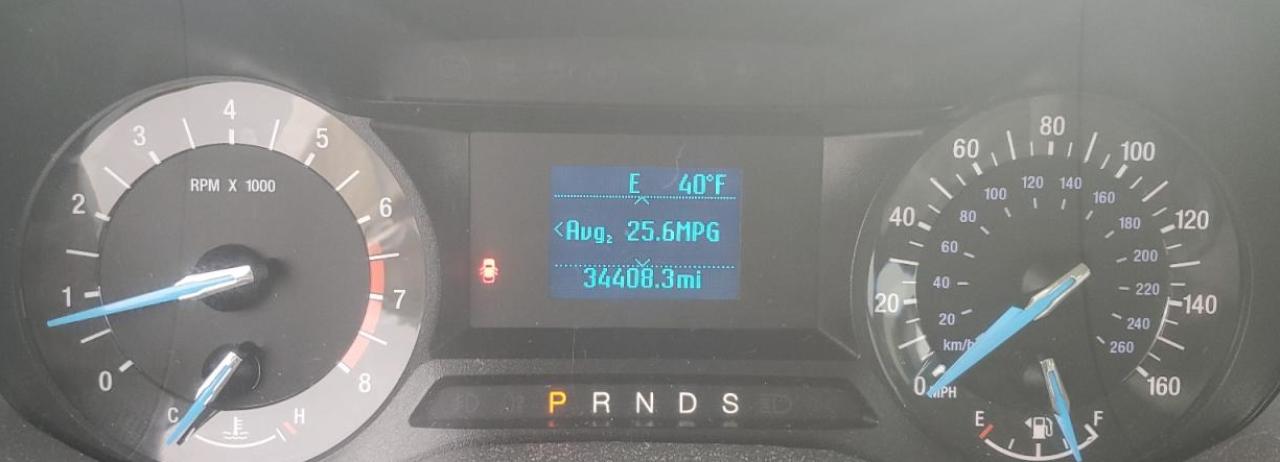 0 1 2 3 4 5 6 7 8
RPM X 1000
C H
E 40°F
<Avg₂ 25.6MPG
34408.3mi
P R N D S
0 20 40 60 80 100 120 140 160
MPH
20 40 60 80 100 120 140 160 180 200 220 240 260
km/h
E F